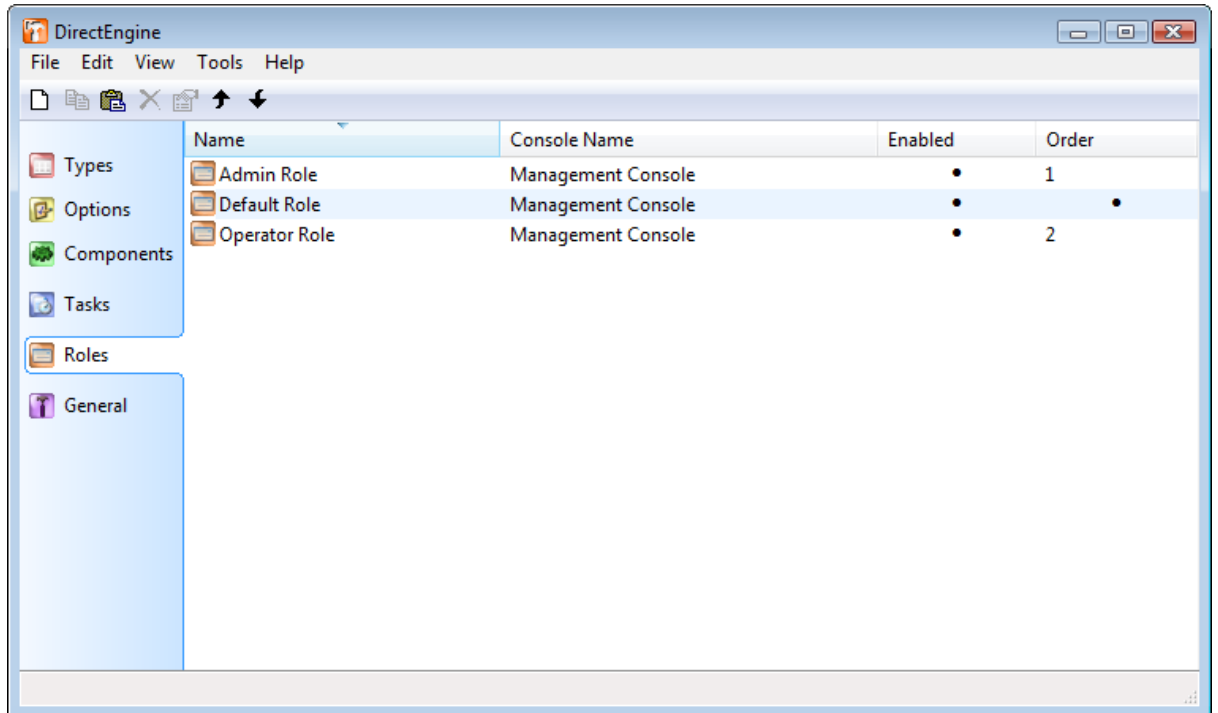 DirectEngine
File Edit View Tools Help
Name Console Name Enabled Order
Types
Options
Components
Tasks
Roles
General
Admin Role Management Console • 1
Default Role Management Console • •
Operator Role Management Console • 2